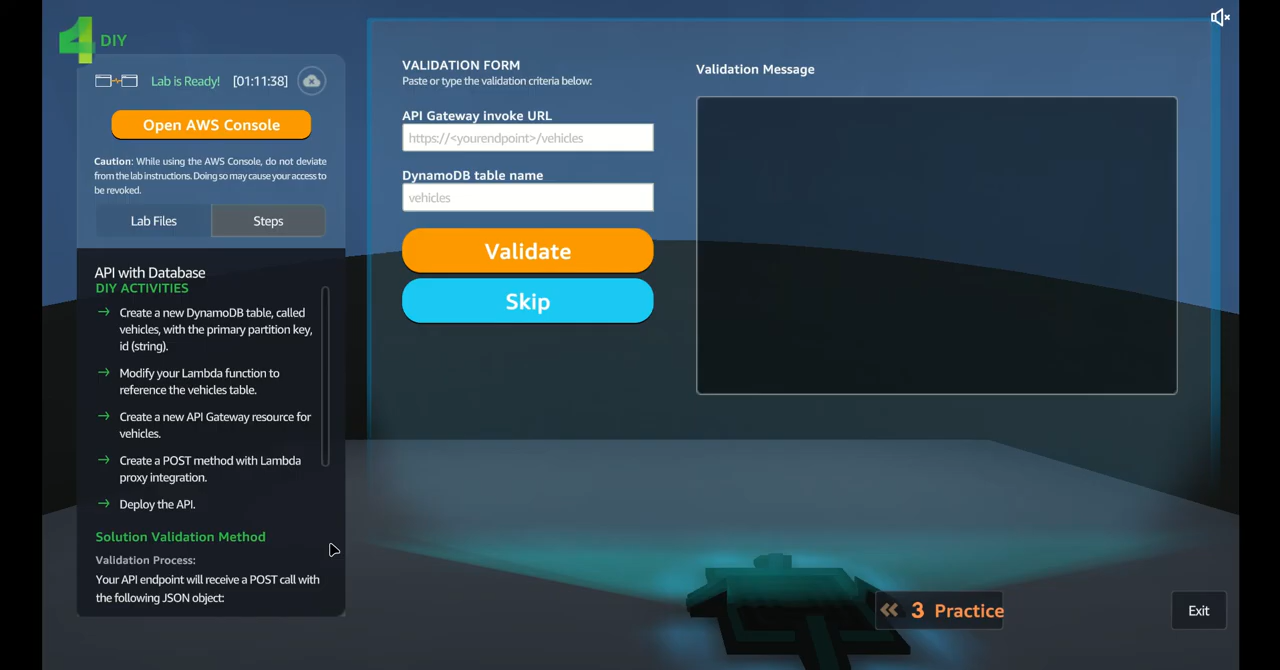 4 DIY
Lab is Ready! [01:11:38]
Open AWS Console
Caution: While using the AWS Console, do not deviate
from the lab instructions. Doing so may cause your access to
be revoked.
Lab Files
Steps
API with Database
DIY ACTIVITIES
→ Create a new DynamoDB table, called
vehicles, with the primary partition key,
id (string).
→ Modify your Lambda function to
reference the vehicles table.
→ Create a new API Gateway resource for
vehicles.
→ Create a POST method with Lambda
proxy integration.
→ Deploy the API.
Solution Validation Method
Validation Process:
Your API endpoint will receive a POST call with
the following JSON object:
VALIDATION FORM
Paste or type the validation criteria below:
API Gateway invoke URL
https://<yourendpoint>/vehicles
DynamoDB table name
vehicles
Validate
Skip
Validation Message
3 Practice
Exit